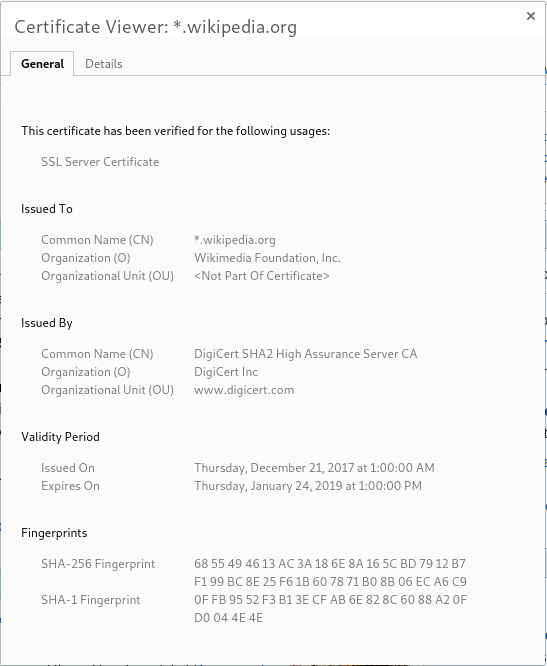 Certificate Viewer: *.wikipedia.org
General Details
This certificate has been verified for the following usages:
SSL Server Certificate
Issued To
Common Name (CN) *.wikipedia.org
Organization (O) Wikimedia Foundation, Inc.
Organizational Unit (OU) <Not Part Of Certificate>
Issued By
Common Name (CN) DigiCert SHA2 High Assurance Server CA
Organization (O) DigiCert Inc
Organizational Unit (OU) www.digicert.com
Validity Period
Issued On Thursday, December 21, 2017 at 1:00:00 AM
Expires On Thursday, January 24, 2019 at 1:00:00 PM
Fingerprints
SHA-256 Fingerprint 68 55 49 46 13 AC 3A 18 6E 8A 16 5C BD 79 12 B7
F1 99 BC 8E 25 F6 1B 60 78 71 B0 8B 06 EC A6 C9
SHA-1 Fingerprint 0F FB 95 52 F3 B1 3E CF AB 6E 82 8C 60 88 A2 0F
D0 04 4E 4E